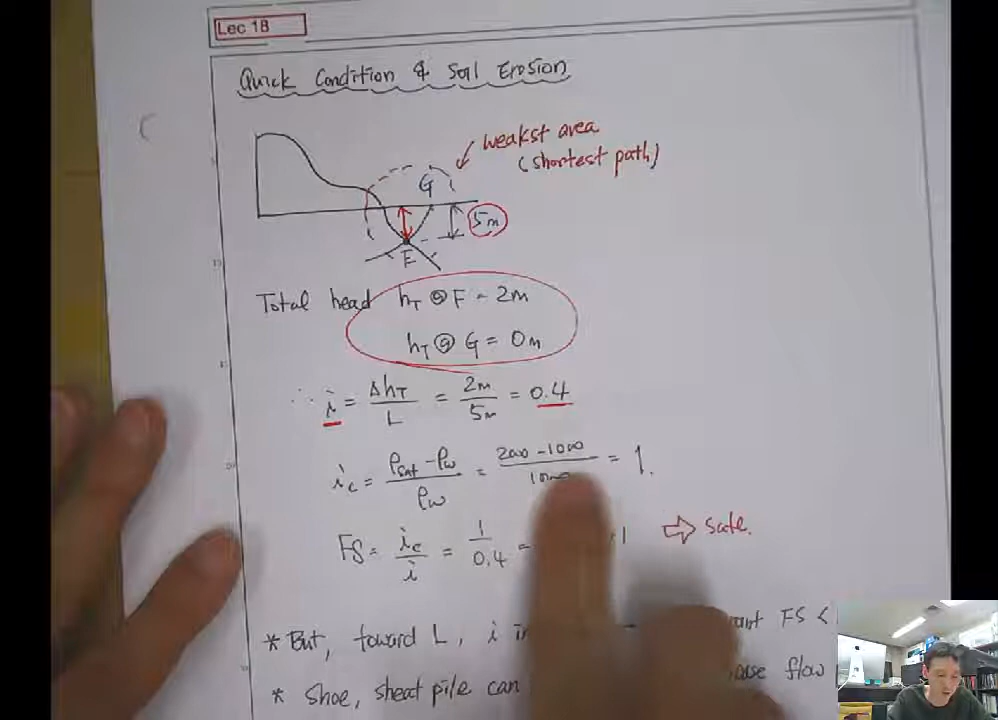 Lec 18
Quick Condition & Soil Erosion
weakst area
(shortest path)
G
5m
F
Total head hT @ F = 2m
hT @ G = 0m
∴ i = ΔhT / L = 2m / 5m = 0.4
ic = (ρsat - ρw) / ρw = (2000 - 1000) / 1000 = 1.
FS = ic / i = 1 / 0.4 = 1 ⇒ safe.
* But, toward L, i FS <
* Shoe, sheat pile can flow